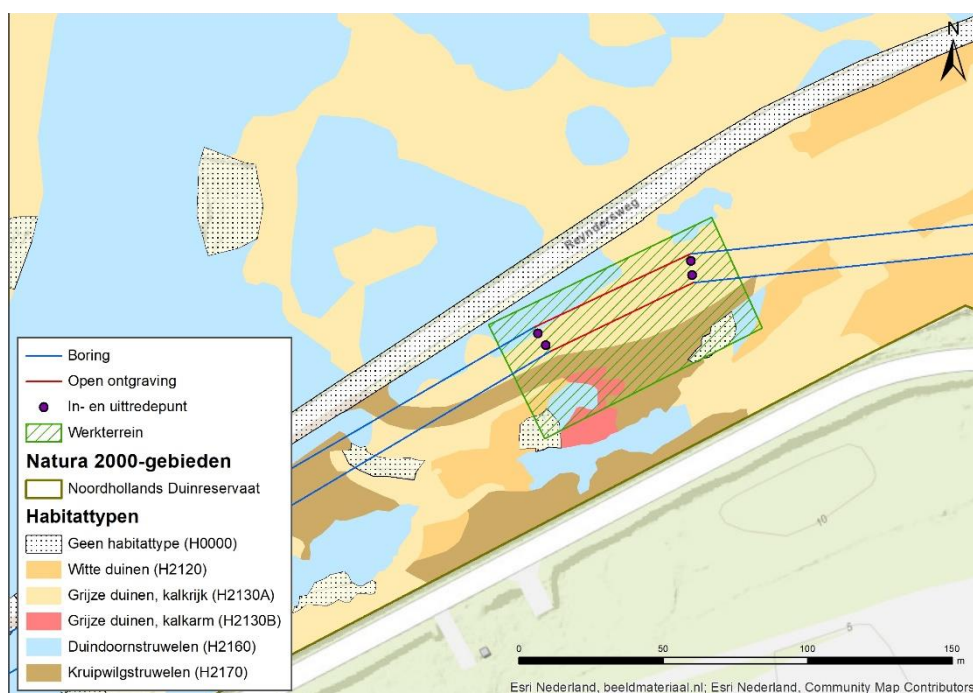 N
Reyndersweg
Boring
Open ontgraving
In- en uittredepunt
Werkterrein
Natura 2000-gebieden
Noordhollands Duinreservaat
Habitattypen
Geen habitattype (H0000)
Witte duinen (H2120)
Grijze duinen, kalkrijk (H2130A)
Grijze duinen, kalkarm (H2130B)
Duindoornstruwelen (H2160)
Kruipwilgstruwelen (H2170)
10
5
0 50 100 150
m
Esri Nederland, beeldmateriaal.nl; Esri Nederland, Community Map Contributors